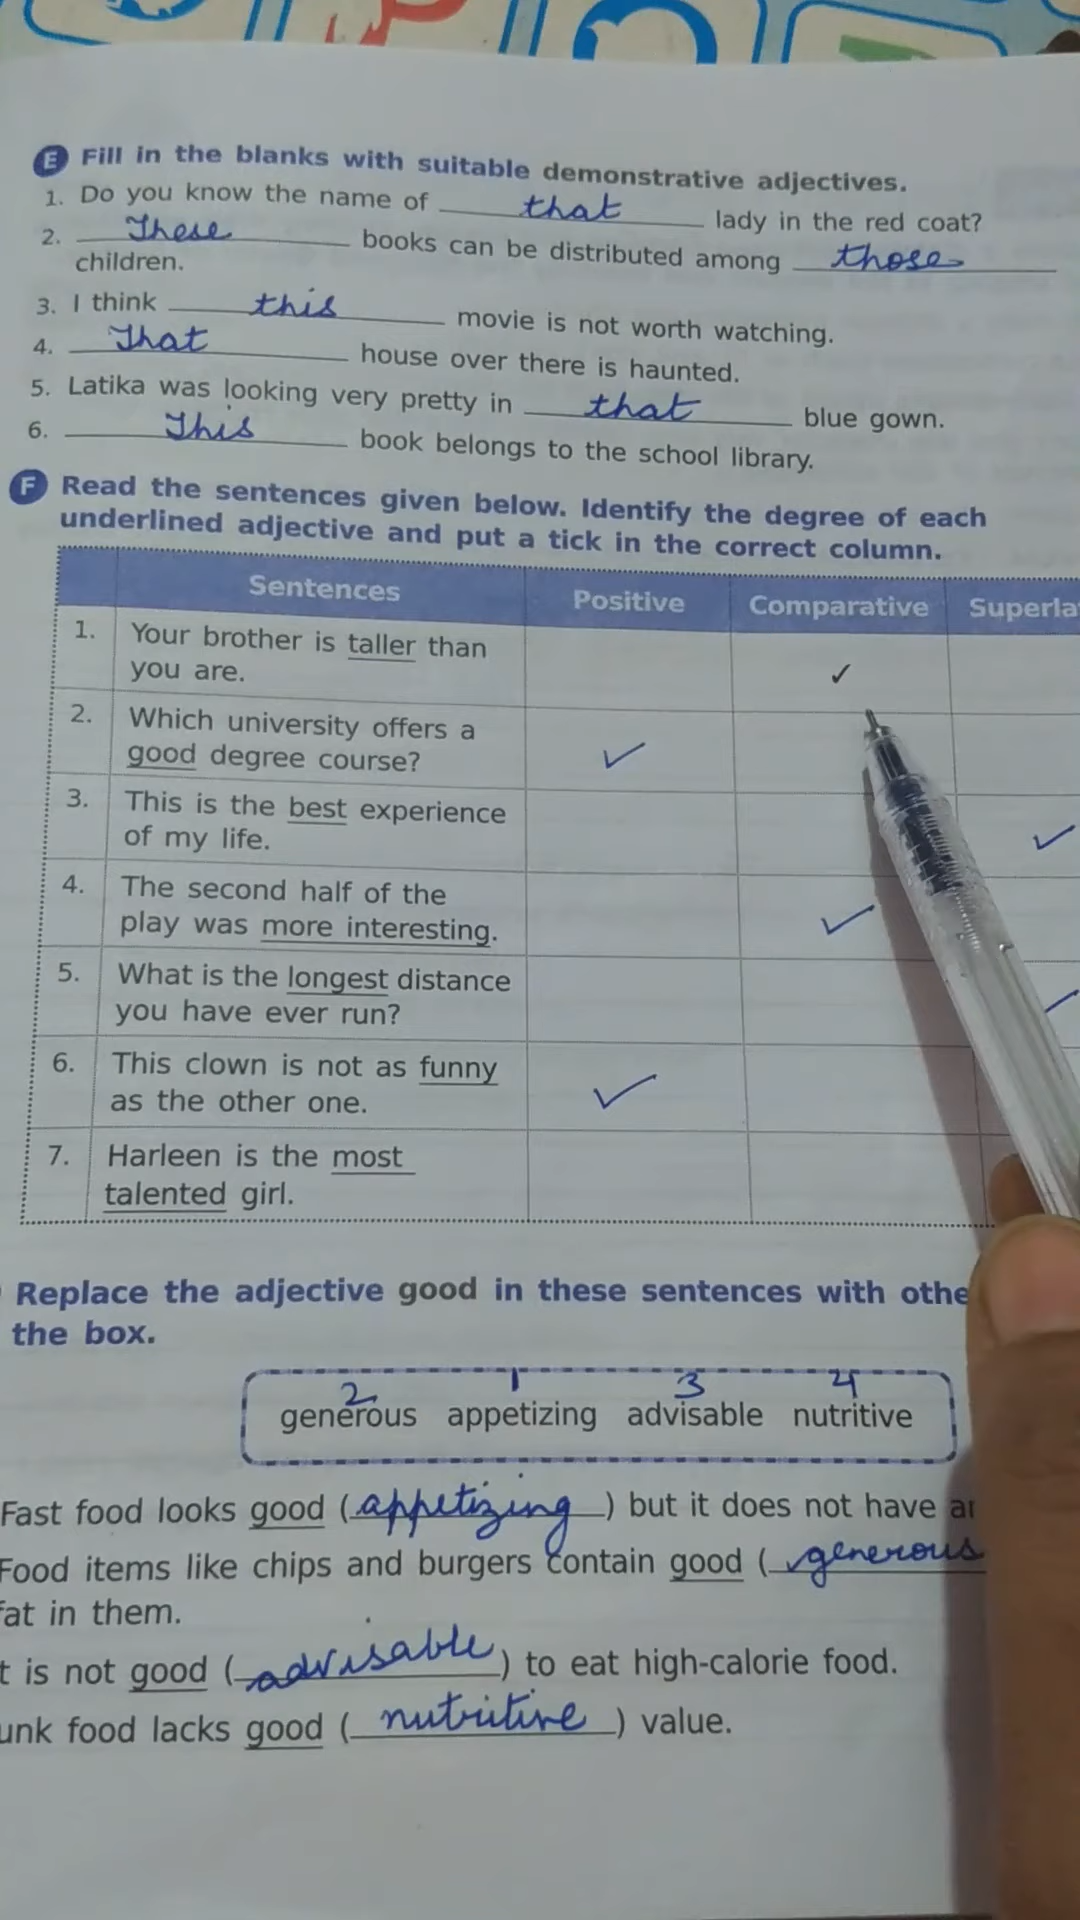 E Fill in the blanks with suitable demonstrative adjectives.
1. Do you know the name of that lady in the red coat?
2. These books can be distributed among those
children.
3. I think this movie is not worth watching.
4. That house over there is haunted.
5. Latika was looking very pretty in that blue gown.
6. This book belongs to the school library.
F Read the sentences given below. Identify the degree of each
underlined adjective and put a tick in the correct column.
Sentences Positive Comparative Superla
1. Your brother is taller than
you are. ✓
2. Which university offers a
good degree course? ✓
3. This is the best experience
of my life. ✓
4. The second half of the
play was more interesting. ✓
5. What is the longest distance
you have ever run? ✓
6. This clown is not as funny
as the other one. ✓
7. Harleen is the most
talented girl.
Replace the adjective good in these sentences with othe
the box.
2 1 3 4
generous appetizing advisable nutritive
Fast food looks good (appetizing) but it does not have
Food items like chips and burgers contain good (generous
fat in them.
t is not good (advisable) to eat high-calorie food.
unk food lacks good (nutritive) value.